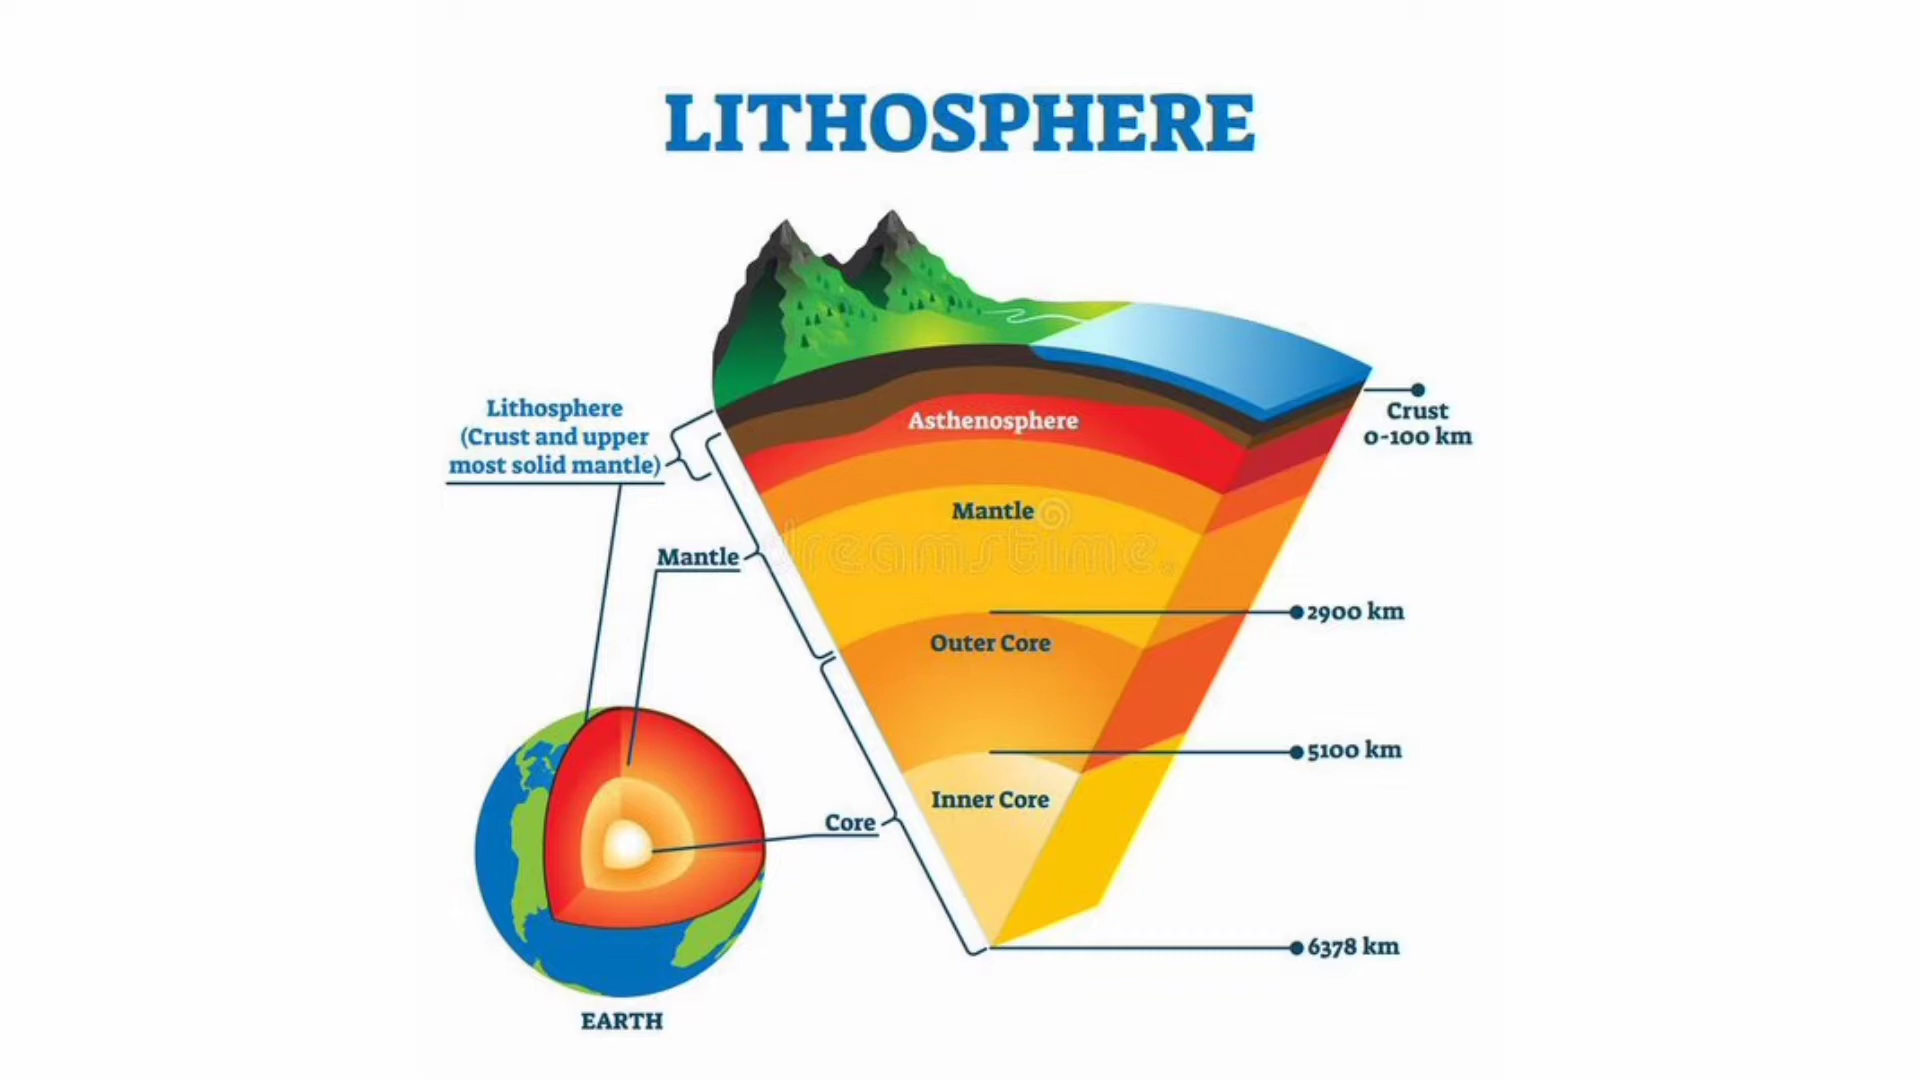 LITHOSPHERE
Lithosphere
(Crust and upper
most solid mantle)
Asthenosphere
Crust
0-100 km
Mantle
dreamstime.
Mantle
2900 km
Outer Core
5100 km
Inner Core
Core
6378 km
EARTH